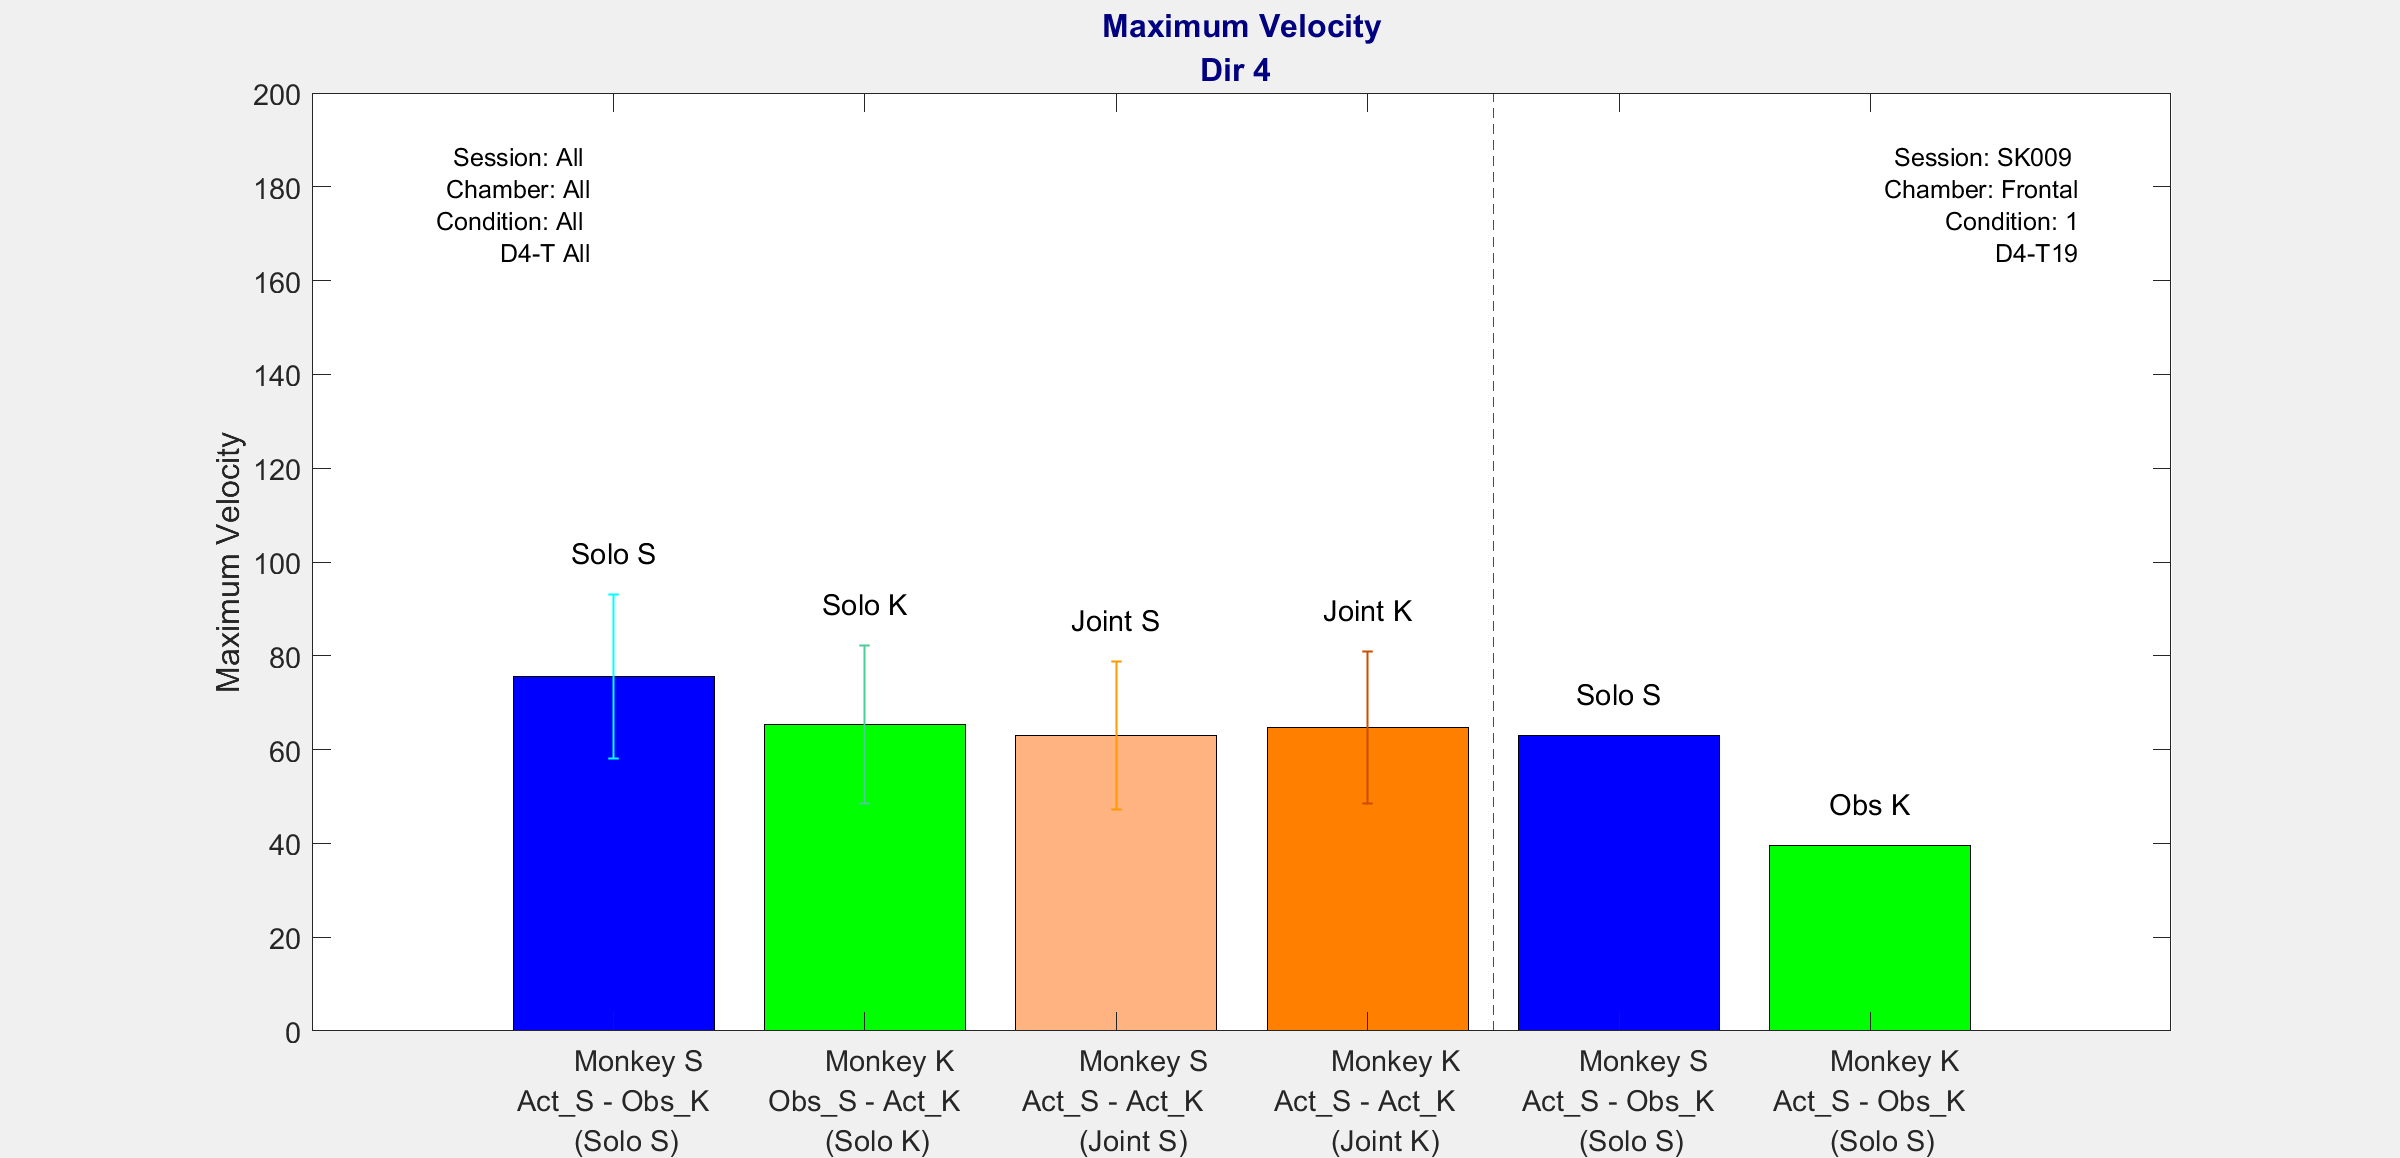 Maximum Velocity
Dir 4
Session: All
Chamber: All
Condition: All
D4-T All
Session: SK009
Chamber: Frontal
Condition: 1
D4-T19
Maximum Velocity
200
180
160
140
120
100
80
60
40
20
0
Solo S
Solo K
Joint S
Joint K
Solo S
Obs K
Monkey S
Act_S - Obs_K
(Solo S)
Monkey K
Obs_S - Act_K
(Solo K)
Monkey S
Act_S - Act_K
(Joint S)
Monkey K
Act_S - Act_K
(Joint K)
Monkey S
Act_S - Obs_K
(Solo S)
Monkey K
Act_S - Obs_K
(Solo S)